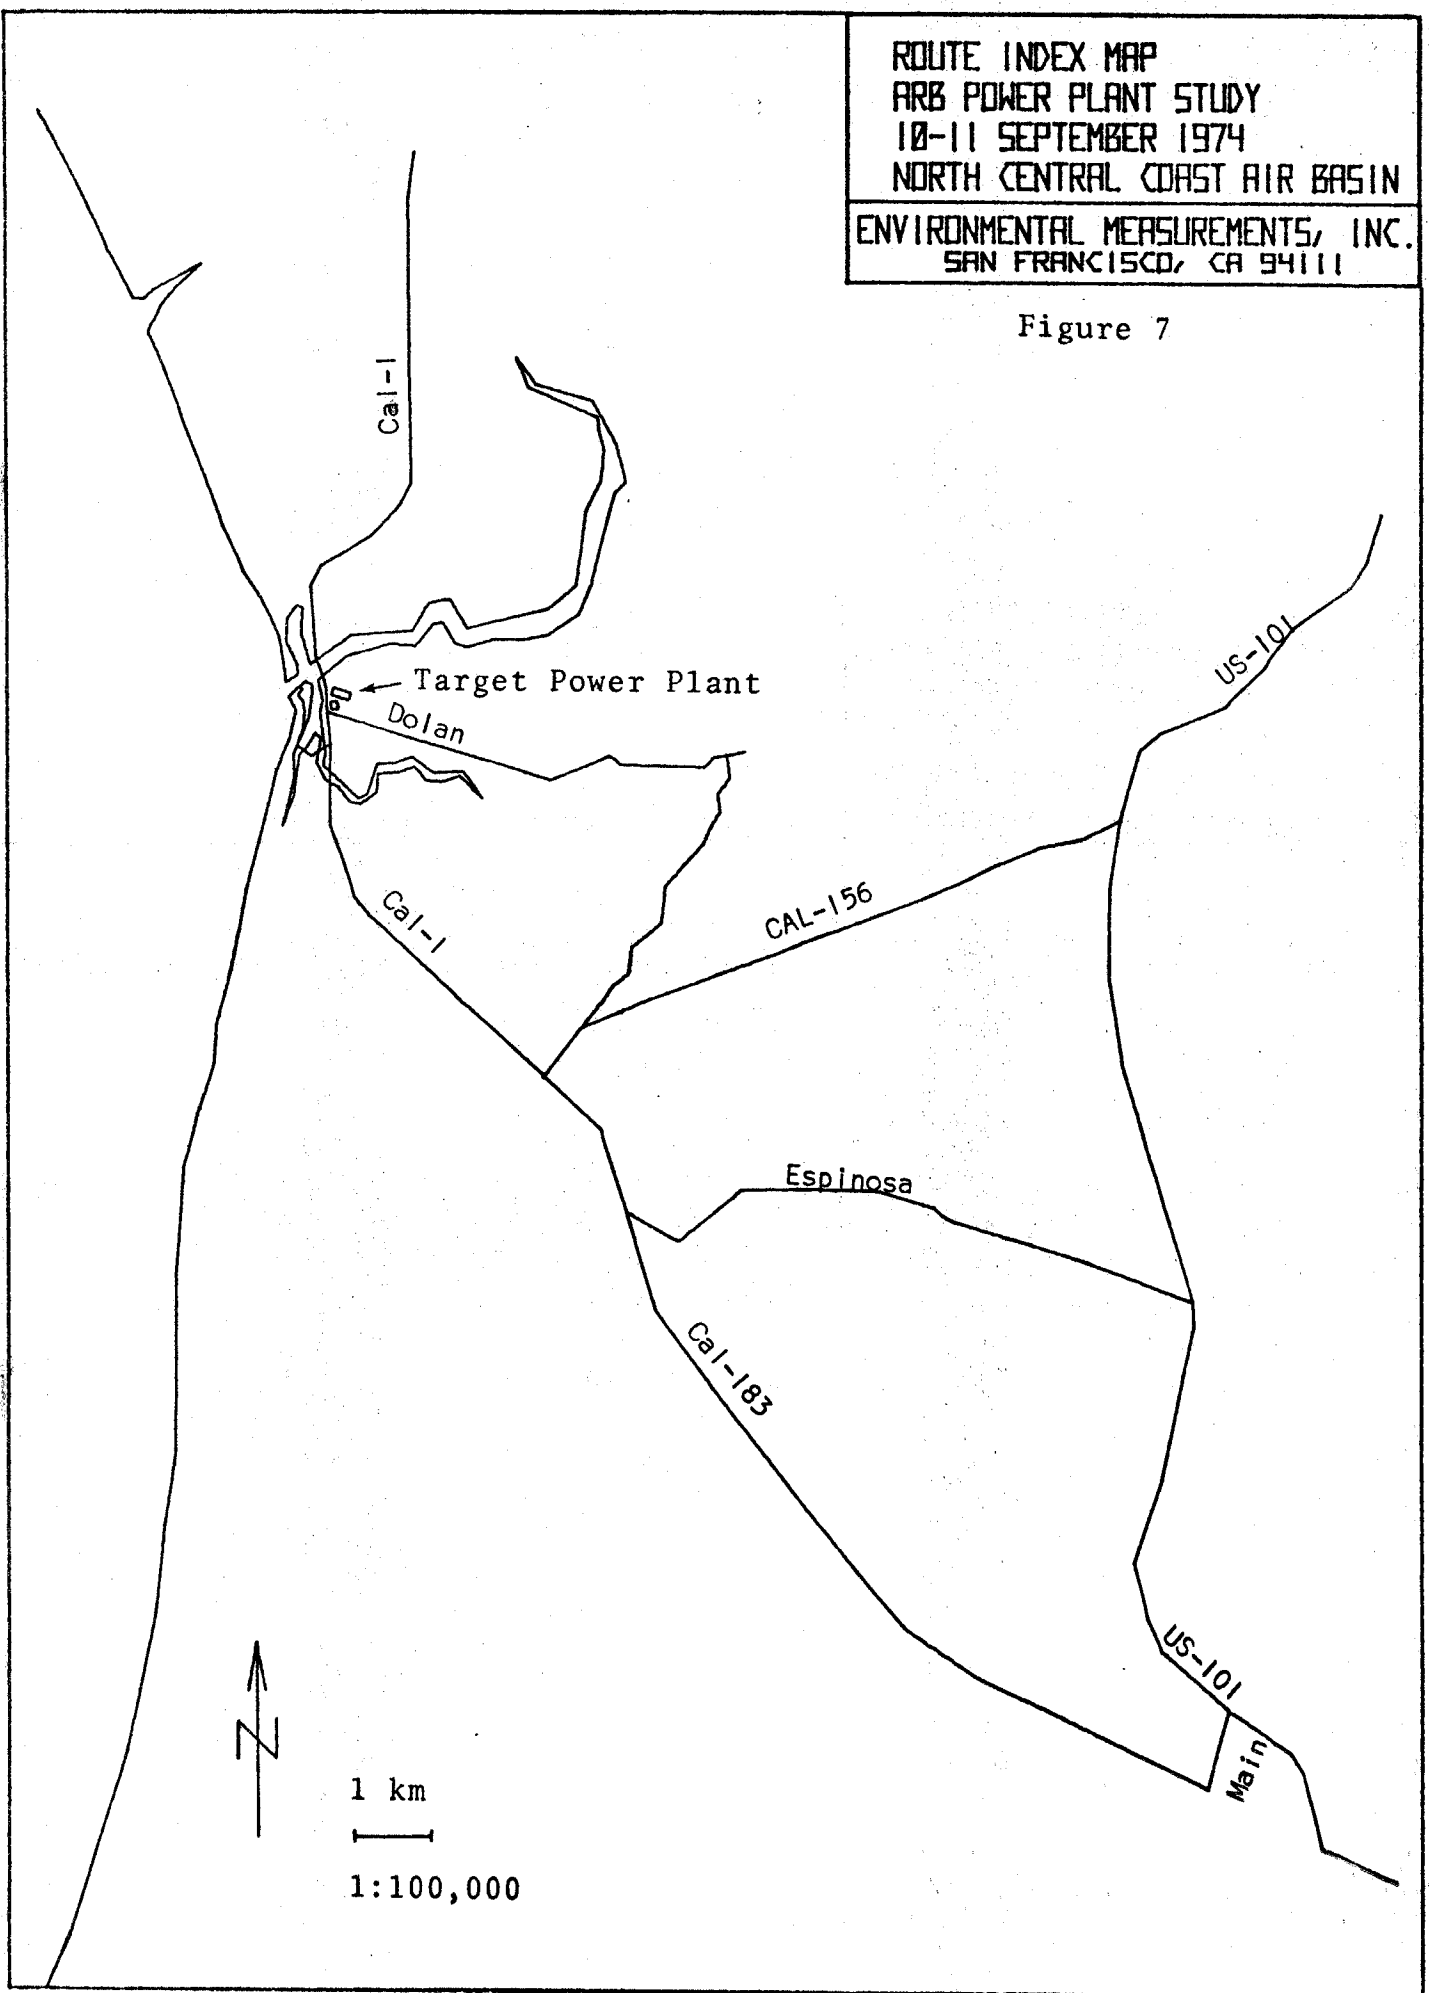 ROUTE INDEX MAP
ARB POWER PLANT STUDY
10-11 SEPTEMBER 1974
NORTH CENTRAL COAST AIR BASIN
ENVIRONMENTAL MEASUREMENTS, INC.
SAN FRANCISCO, CA 94111
Figure 7
Cal-1
US-101
Target Power Plant
Dolan
CAL-156
Cal-1
Espinosa
Cal-183
US-101
Main
N
1 km
1:100,000